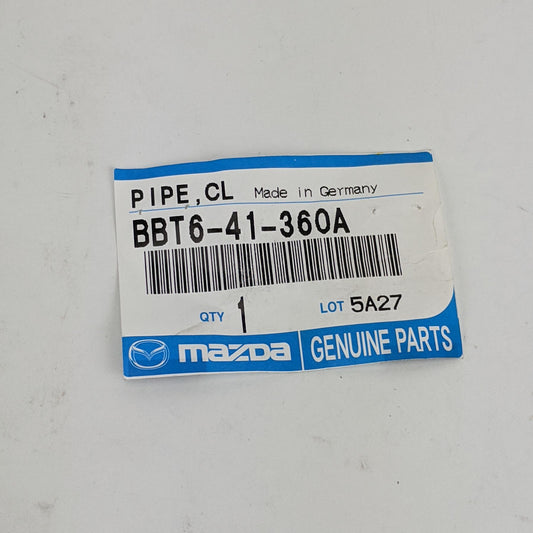 PIPE,CL Made in Germany
BBT6-41-360A
QTY 1 LOT 5A27
mazda GENUINE PARTS